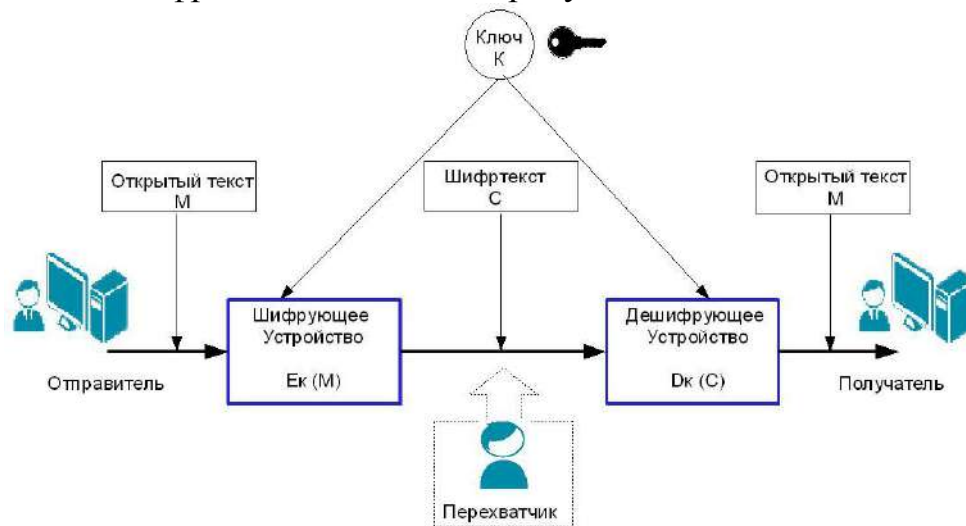 Ключ
К
Открытый текст
М
Шифртекст
С
Открытый текст
М
Шифрующее
Устройство
Ек (М)
Дешифрующее
Устройство
Dк (С)
Отправитель
Получатель
Перехватчик